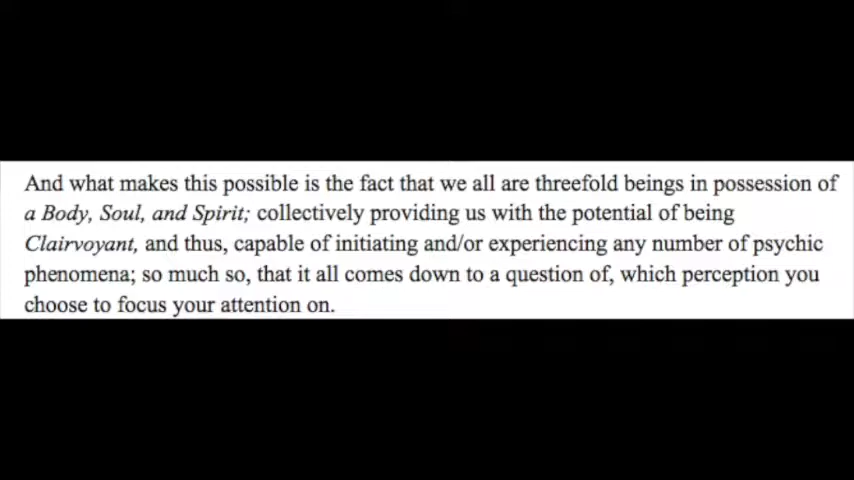 And what makes this possible is the fact that we all are threefold beings in possession of
a Body, Soul, and Spirit; collectively providing us with the potential of being
Clairvoyant, and thus, capable of initiating and/or experiencing any number of psychic
phenomena; so much so, that it all comes down to a question of, which perception you
choose to focus your attention on.